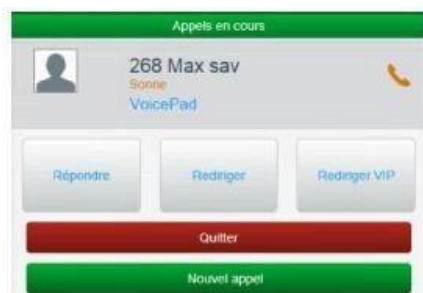 Appels en cours
268 Max sav
Sonne
VoicePad
Répondre Rediriger Rediriger VIP
Quitter
Nouvel appel